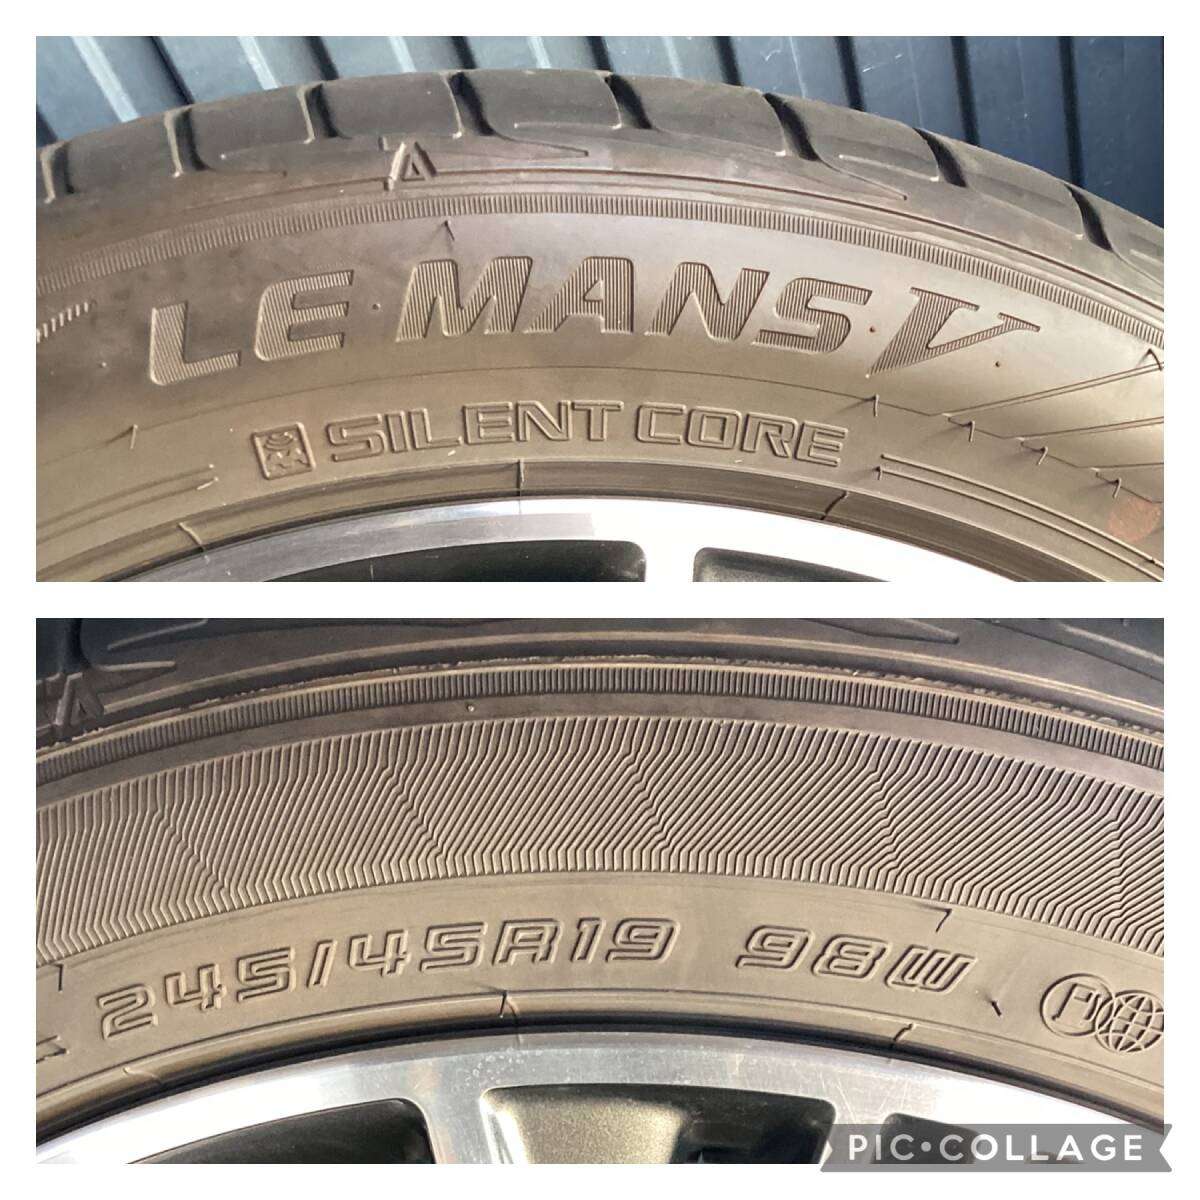 LE MANS V
SILENT CORE
245/45R19 98W
PIC•COLLAGE